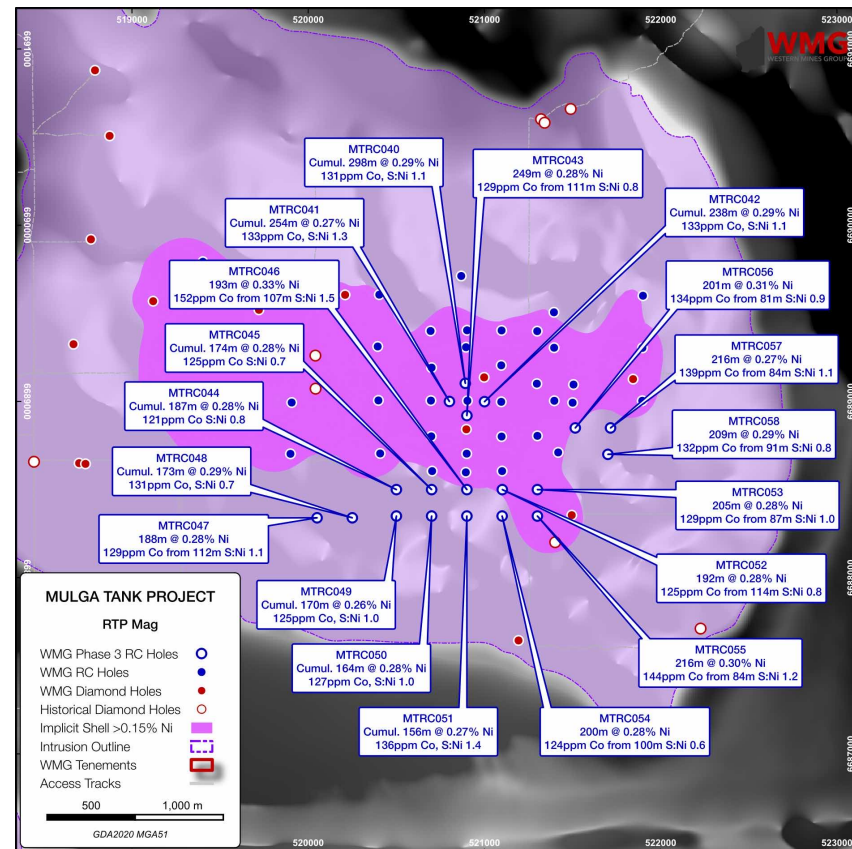 519000
520000
521000
522000
523000
6691000
WMG
WESTERN MINES GROUP
MTRC040
Cumul. 298m @ 0.29% Ni
131ppm Co, S:Ni 1.1
MTRC043
249m @ 0.28% Ni
129ppm Co from 111m S:Ni 0.8
MTRC041
Cumul. 254m @ 0.27% Ni
133ppm Co, S:Ni 1.3
MTRC042
Cumul. 238m @ 0.29% Ni
133ppm Co, S:Ni 1.1
6690000
MTRC046
193m @ 0.33% Ni
152ppm Co from 107m S:Ni 1.5
MTRC056
201m @ 0.31% Ni
134ppm Co from 81m S:Ni 0.9
MTRC045
Cumul. 174m @ 0.28% Ni
125ppm Co S:Ni 0.7
MTRC057
216m @ 0.27% Ni
139ppm Co from 84m S:Ni 1.1
6689000
MTRC044
Cumul. 187m @ 0.28% Ni
121ppm Co S:Ni 0.8
MTRC058
209m @ 0.29% Ni
132ppm Co from 91m S:Ni 0.8
MTRC048
Cumul. 173m @ 0.29% Ni
131ppm Co, S:Ni 0.7
MTRC053
205m @ 0.28% Ni
129ppm Co from 87m S:Ni 1.0
MTRC047
188m @ 0.28% Ni
129ppm Co from 112m S:Ni 1.1
MTRC052
192m @ 0.28% Ni
125ppm Co from 114m S:Ni 0.8
6688000
MTRC049
Cumul. 170m @ 0.26% Ni
125ppm Co, S:Ni 1.0
MTRC055
216m @ 0.30% Ni
144ppm Co from 84m S:Ni 1.2
MTRC050
Cumul. 164m @ 0.28% Ni
127ppm Co, S:Ni 1.0
MTRC051
Cumul. 156m @ 0.27% Ni
136ppm Co, S:Ni 1.4
MTRC054
200m @ 0.28% Ni
124ppm Co from 100m S:Ni 0.6
6687000
MULGA TANK PROJECT
RTP Mag
WMG Phase 3 RC Holes
WMG RC Holes
WMG Diamond Holes
Historical Diamond Holes
Implicit Shell >0.15% Ni
Intrusion Outline
WMG Tenements
Access Tracks
500
1,000 m
GDA2020 MGA51
520000
521000
522000
523000